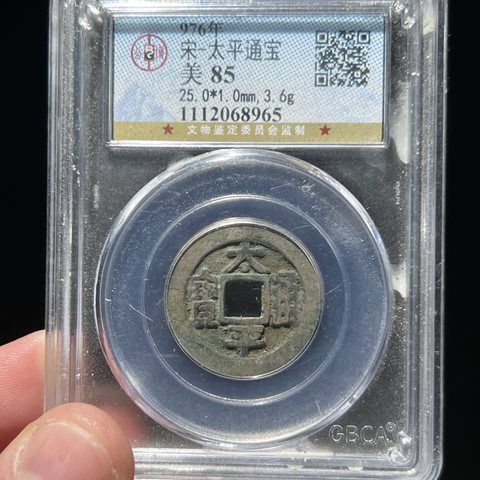 976年
宋-太平通宝
美 85
25.0*1.0mm,3.6g
1112068965
★ 文物鉴定委员会监制 ★
太
寳 通
平
GBCA®